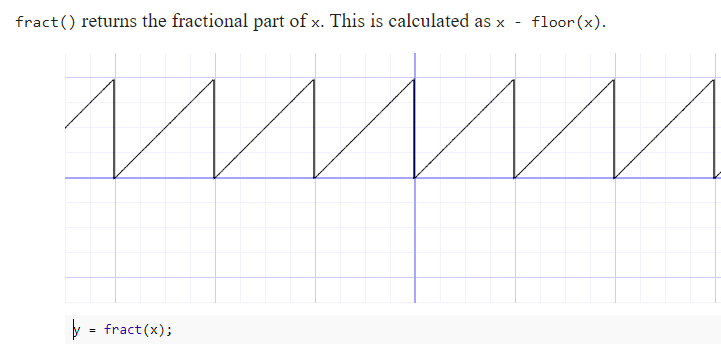 fract() returns the fractional part of x. This is calculated as x - floor(x).
y = fract(x);